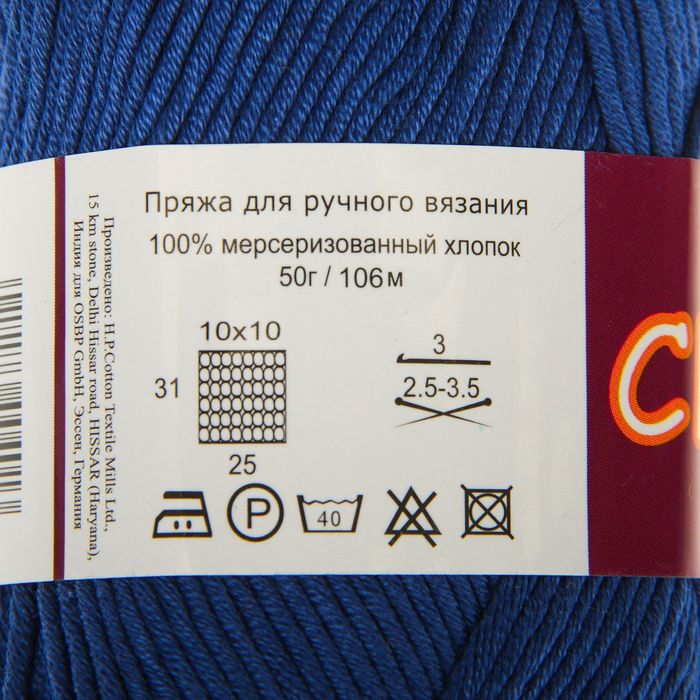 Пряжа для ручного вязания
100% мерсеризованный хлопок
50г / 106м
10x10
31
25
3
2.5-3.5
P
40
Произведено: H.P.Cotton Textile Mills Ltd.,
15 km stone, Delhi Hissar road, HISSAR (Haryana),
Индия для OSBP GmbH, Эссен, Германия
C